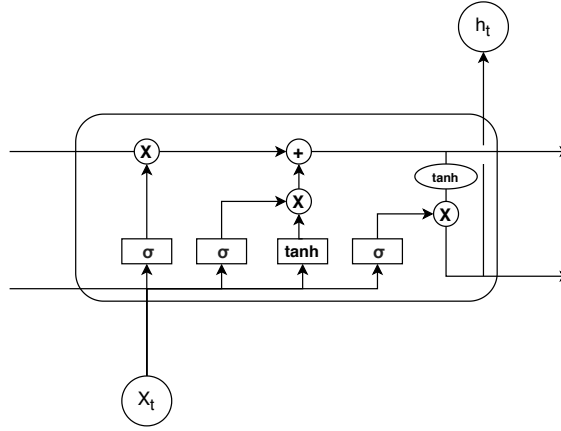 h_t
X +
tanh
X X
σ σ tanh σ
X_t